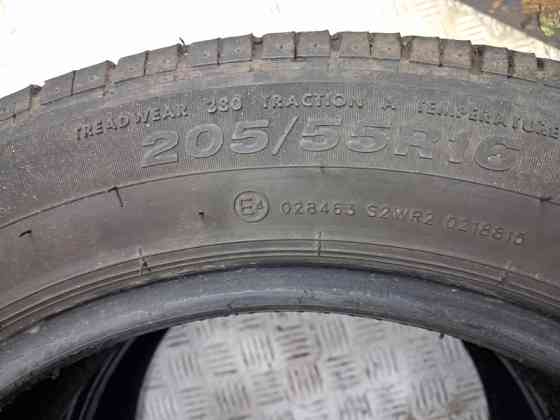 TREADWEAR 380 TRACTION A TEMPERATURE
205/55R16
E4 028463 S2WR2 0218815